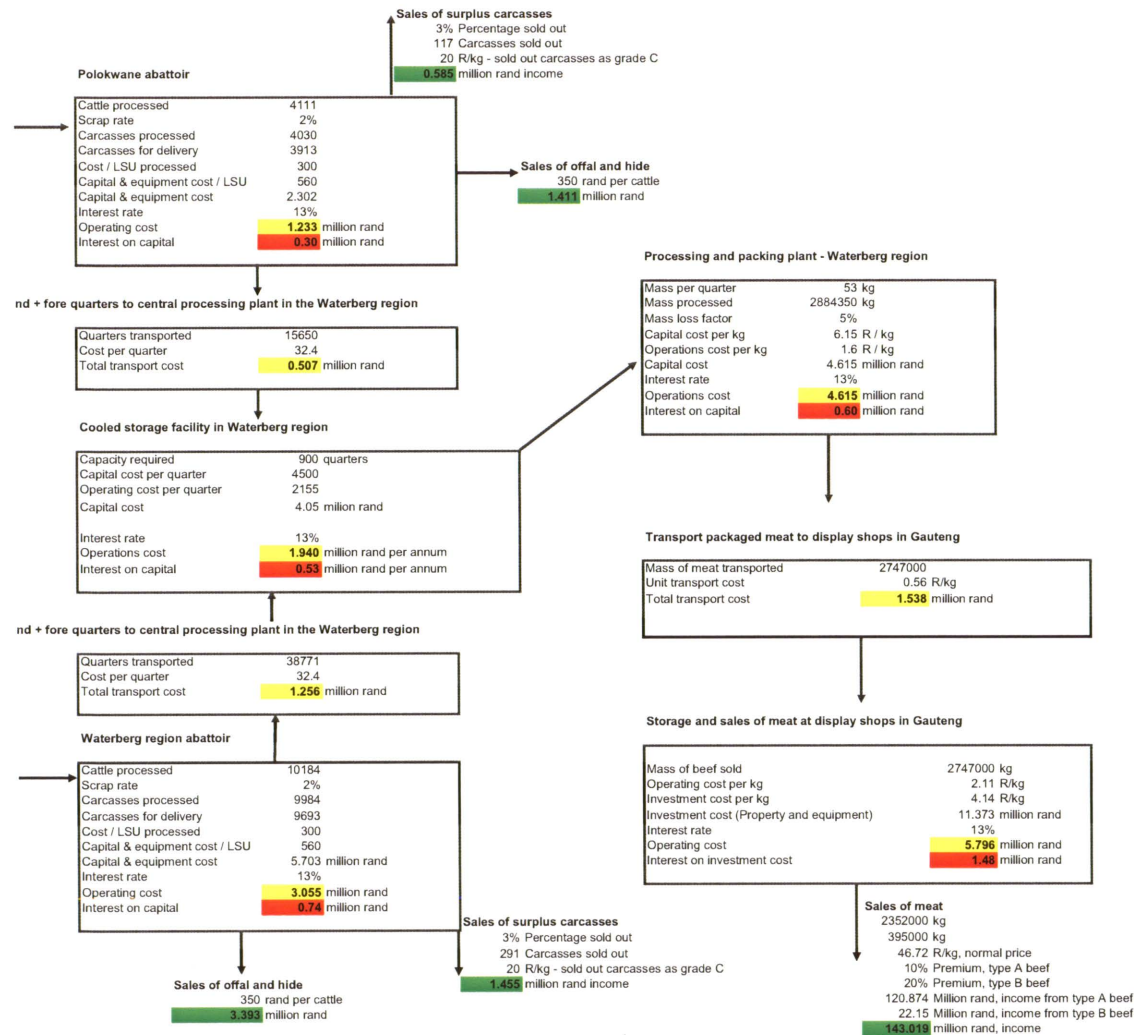 Sales of surplus carcasses
3% Percentage sold out
117 Carcasses sold out
20 R/kg - sold out carcasses as grade C
0.585 million rand income
Polokwane abattoir
Cattle processed 4111
Scrap rate 2%
Carcasses processed 4030
Carcasses for delivery 3913
Cost / LSU processed 300
Capital & equipment cost / LSU 560
Capital & equipment cost 2.302
Interest rate 13%
Operating cost 1.233 million rand
Interest on capital 0.30 million rand
Sales of offal and hide
350 rand per cattle
1.411 million rand
nd + fore quarters to central processing plant in the Waterberg region
Quarters transported 15650
Cost per quarter 32.4
Total transport cost 0.507 million rand
Cooled storage facility in Waterberg region
Capacity required 900 quarters
Capital cost per quarter 4500
Operating cost per quarter 2155
Capital cost 4.05 milion rand
Interest rate 13%
Operations cost 1.940 million rand per annum
Interest on capital 0.53 million rand per annum
nd + fore quarters to central processing plant in the Waterberg region
Quarters transported 38771
Cost per quarter 32.4
Total transport cost 1.256 million rand
Waterberg region abattoir
Cattle processed 10184
Scrap rate 2%
Carcasses processed 9984
Carcasses for delivery 9693
Cost / LSU processed 300
Capital & equipment cost / LSU 560
Capital & equipment cost 5.703 million rand
Interest rate 13%
Operating cost 3.055 million rand
Interest on capital 0.74 million rand
Sales of offal and hide
350 rand per cattle
3.393 million rand
Sales of surplus carcasses
3% Percentage sold out
291 Carcasses sold out
20 R/kg - sold out carcasses as grade C
1.455 million rand income
Processing and packing plant - Waterberg region
Mass per quarter 53 kg
Mass processed 2884350 kg
Mass loss factor 5%
Capital cost per kg 6.15 R / kg
Operations cost per kg 1.6 R / kg
Capital cost 4.615 million rand
Interest rate 13%
Operations cost 4.615 million rand
Interest on capital 0.60 million rand
Transport packaged meat to display shops in Gauteng
Mass of meat transported 2747000
Unit transport cost 0.56 R/kg
Total transport cost 1.538 million rand
Storage and sales of meat at display shops in Gauteng
Mass of beef sold 2747000 kg
Operating cost per kg 2.11 R/kg
Investment cost per kg 4.14 R/kg
Investment cost (Property and equipment) 11.373 million rand
Interest rate 13%
Operating cost 5.796 million rand
Interest on investment cost 1.48 million rand
Sales of meat
2352000 kg
395000 kg
46.72 R/kg, normal price
10% Premium, type A beef
20% Premium, type B beef
120.874 Million rand, income from type A beef
22.15 Million rand, income from type B beef
143.019 million rand, income